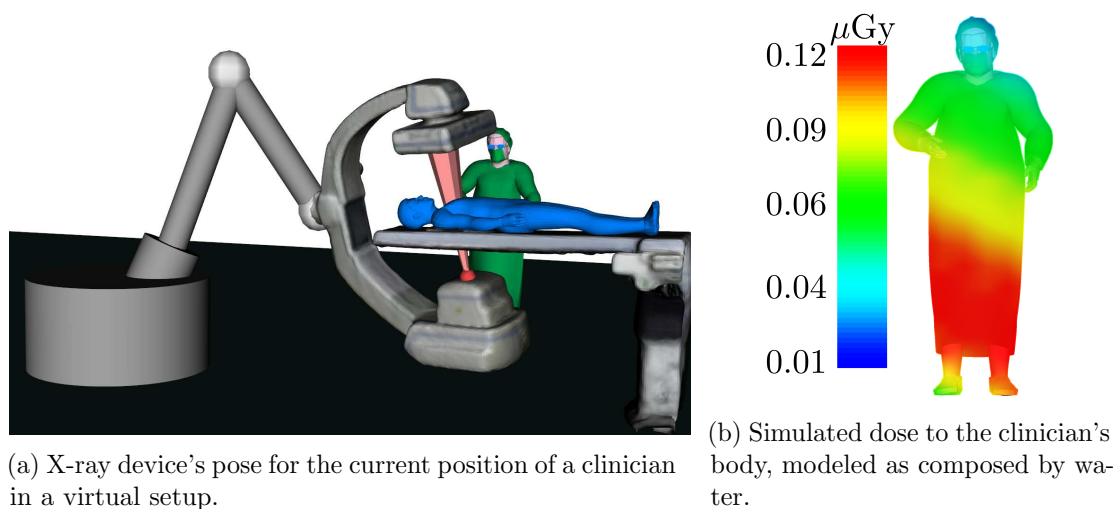 μGy
0.12
0.09
0.06
0.04
0.01
(a) X-ray device's pose for the current position of a clinician
in a virtual setup.
(b) Simulated dose to the clinician's
body, modeled as composed by wa-
ter.